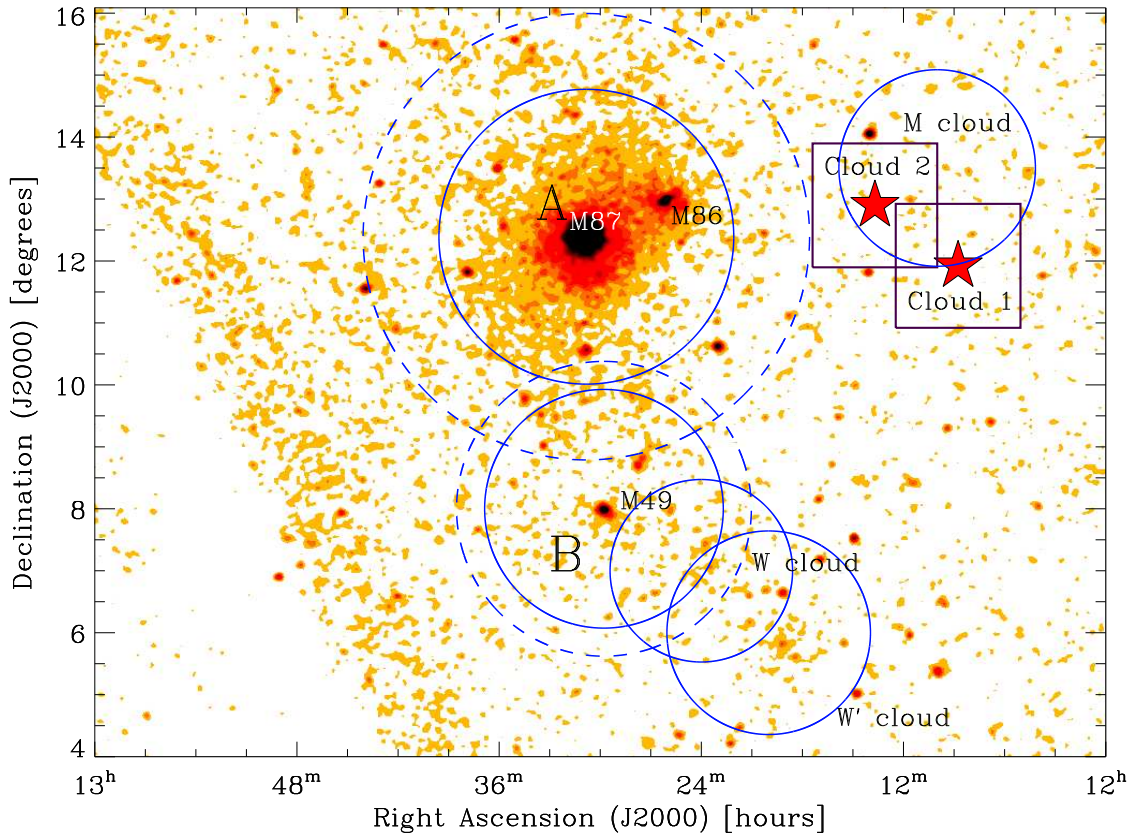 16
14
12
10
8
6
4
Declination (J2000) [degrees]
M cloud
Cloud 2
A
M87
M86
Cloud 1
M49
B
W cloud
W' cloud
13h
48m
36m
24m
12m
12h
Right Ascension (J2000) [hours]